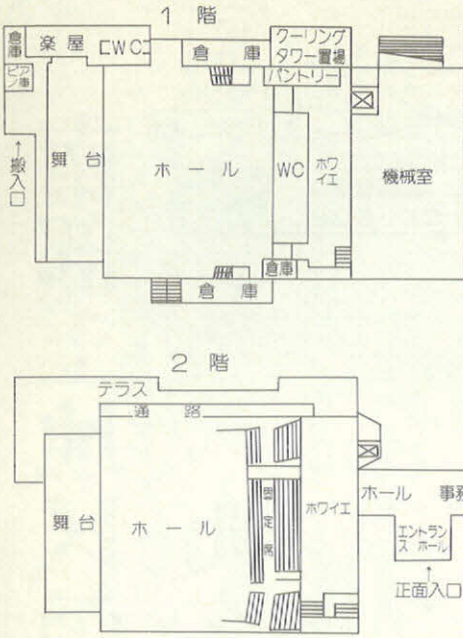 1 階
倉庫
楽屋
WC
倉 庫
クーリング
タワー置場
パントリー
ピアノ庫
↑
搬入口
舞台
ホール
WC
ホワイエ
機械室
倉庫
倉 庫
2 階
テラス
通 路
舞台
ホール
固定席
ホワイエ
ホール 事務
エントラン
スホール
↑
正面入口